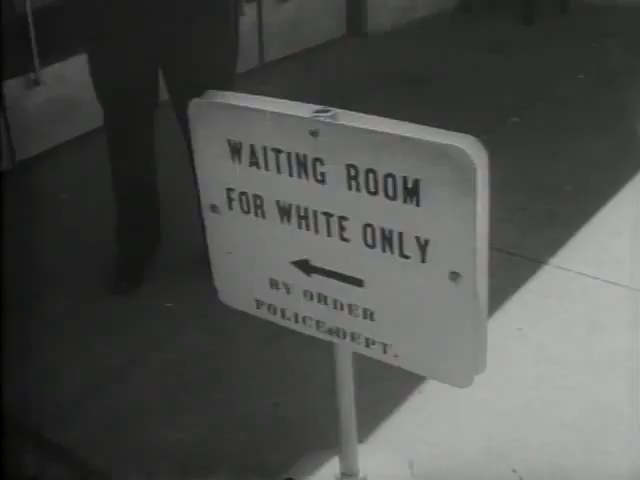 WAITING ROOM
FOR WHITE ONLY
BY ORDER
POLICE DEPT.